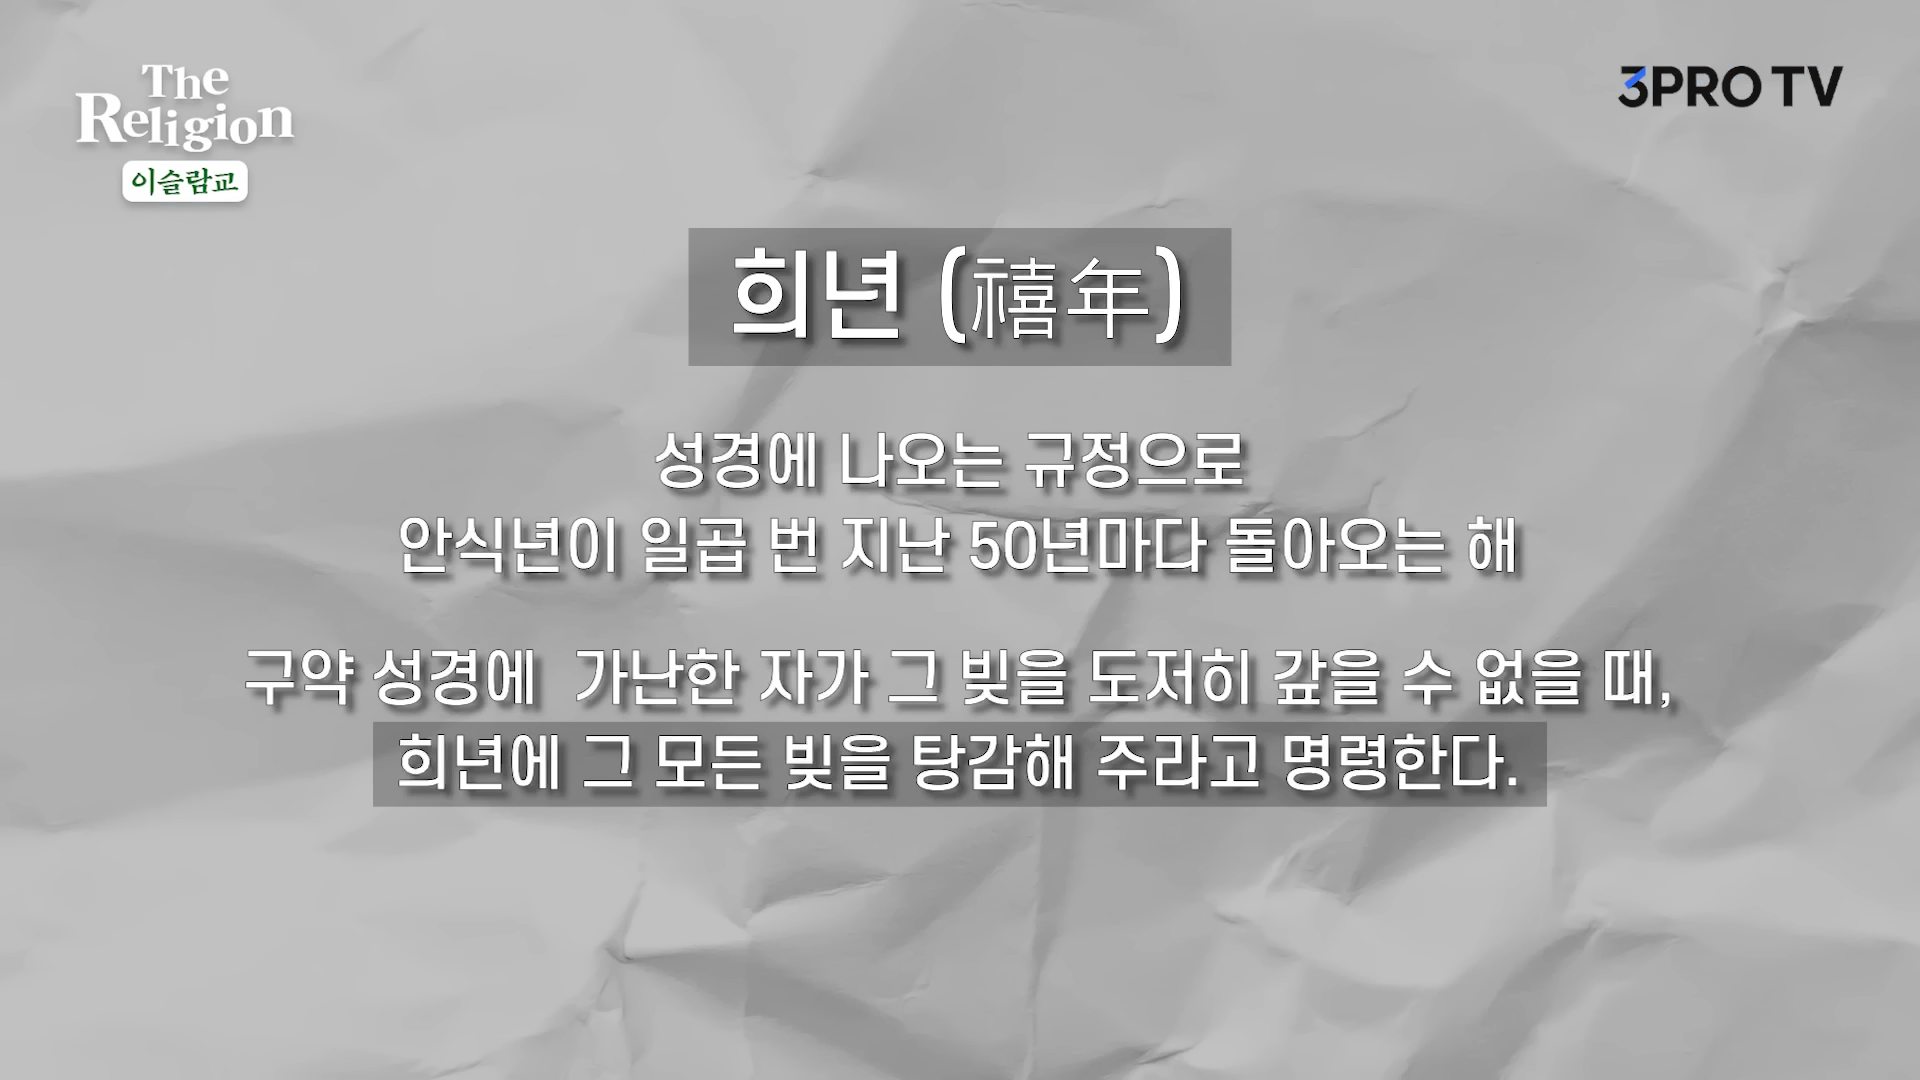 The
Religion
이슬람교
3PRO TV
희년 (禧年)
성경에 나오는 규정으로
안식년이 일곱 번 지난 50년마다 돌아오는 해
구약 성경에 가난한 자가 그 빚을 도저히 갚을 수 없을 때,
희년에 그 모든 빚을 탕감해 주라고 명령한다.